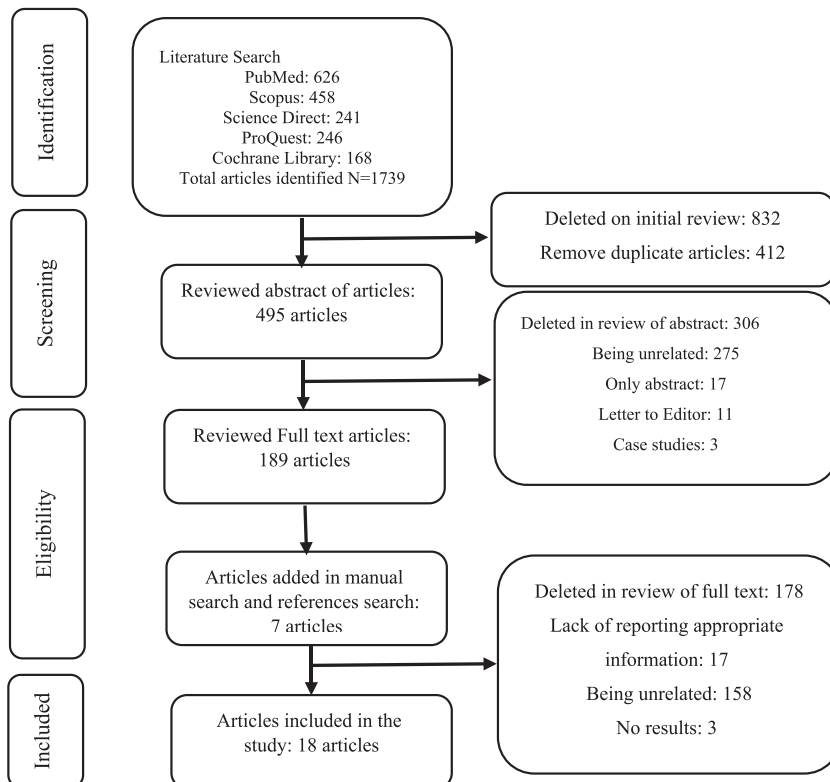 Identification
Literature Search
PubMed: 626
Scopus: 458
Science Direct: 241
ProQuest: 246
Cochrane Library: 168
Total articles identified N=1739
Deleted on initial review: 832
Remove duplicate articles: 412
Screening
Reviewed abstract of articles:
495 articles
Deleted in review of abstract: 306
Being unrelated: 275
Only abstract: 17
Letter to Editor: 11
Case studies: 3
Eligibility
Reviewed Full text articles:
189 articles
Articles added in manual
search and references search:
7 articles
Deleted in review of full text: 178
Lack of reporting appropriate
information: 17
Being unrelated: 158
No results: 3
Included
Articles included in the
study: 18 articles